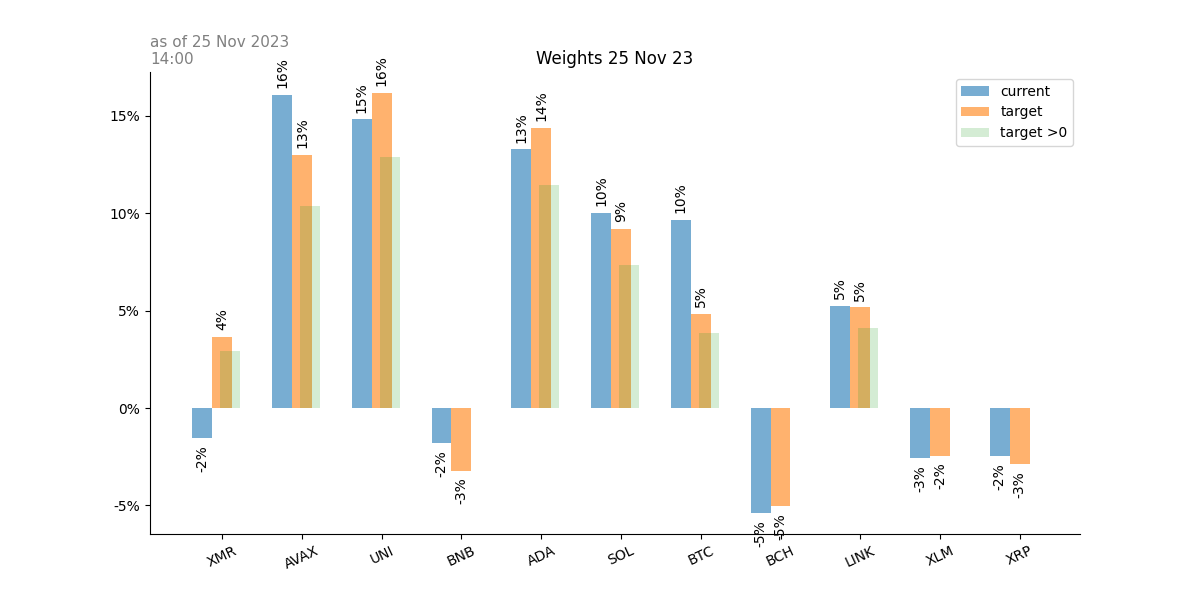 as of 25 Nov 2023
14:00
Weights 25 Nov 23
current
target
target >0
15%
10%
5%
0%
-5%
-2%
4%
16%
13%
15%
16%
-2%
-3%
13%
14%
10%
9%
10%
5%
-5%
-5%
5%
5%
-3%
-2%
-2%
-3%
XMR
AVAX
UNI
BNB
ADA
SOL
BTC
BCH
LINK
XLM
XRP